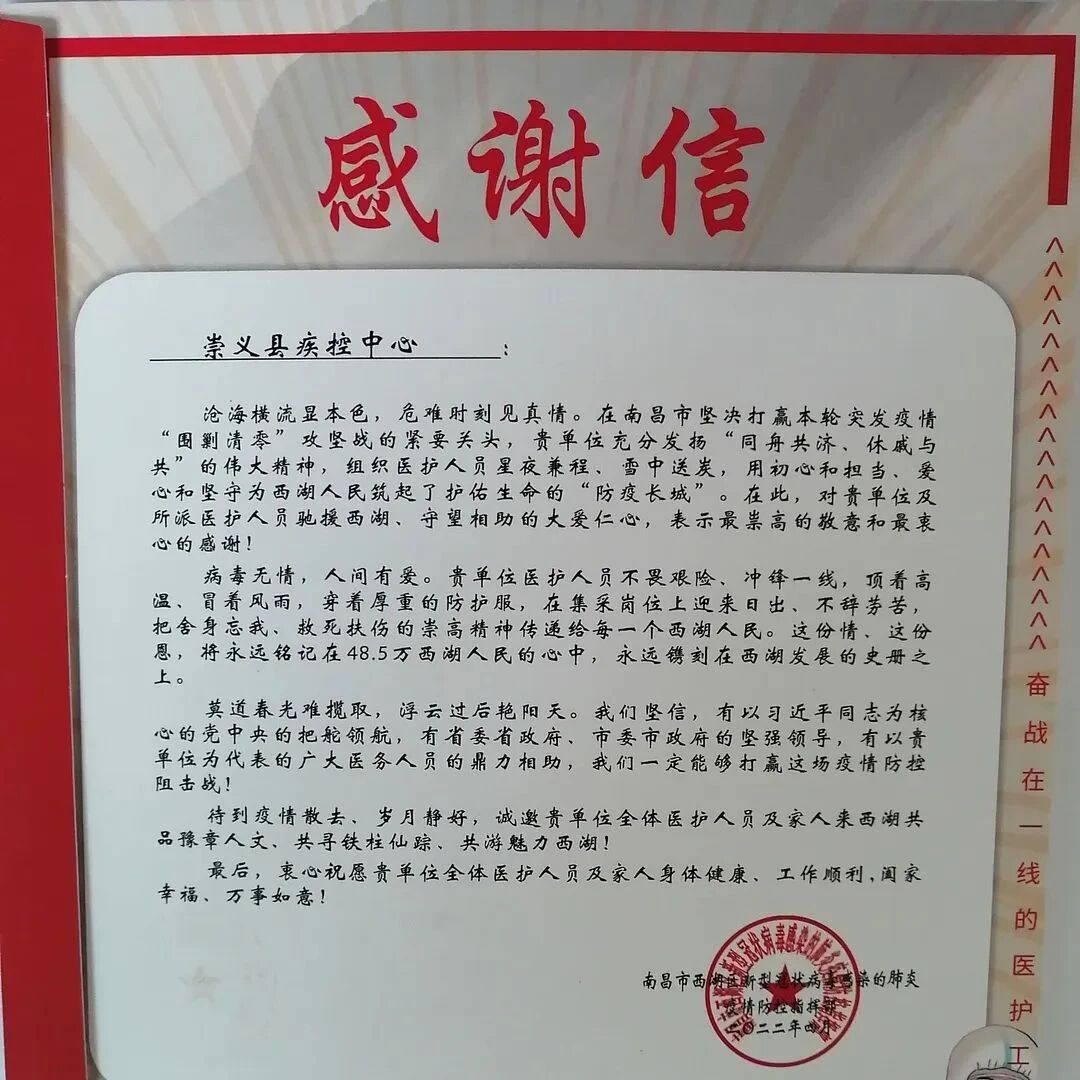 感谢信
崇义县疾控中心：
沧海横流显本色，危难时刻见真情。在南昌市坚决打赢本轮突发疫情
“围剿清零”攻坚战的紧要关头，贵单位充分发扬“同舟共济、休戚与
共”的伟大精神，组织医护人员星夜兼程、雪中送炭，用初心和担当、爱
心和坚守为西湖人民筑起了护佑生命的“防疫长城”。在此，对贵单位及
所派医护人员驰援西湖、守望相助的大爱仁心，表示最崇高的敬意和最衷
心的感谢！
病毒无情，人间有爱。贵单位医护人员不畏艰险、冲锋一线，顶着高
温、冒着风雨，穿着厚重的防护服，在集采岗位上迎来日出、不辞芳苦，
把舍身忘我、救死扶伤的崇高精神传递给每一个西湖人民。这份情、这份
恩，将永远铭记在48.5万西湖人民的心中，永远镌刻在西湖发展的史册之
上。
莫道春光难揽取，浮云过后艳阳天。我们坚信，有以习近平同志为核
心的党中央的把舵领航，有省委省政府、市委市政府的坚强领导，有以贵
单位为代表的广大医务人员的鼎力相助，我们一定能够打赢这场疫情防控
阻击战！
待到疫情散去、岁月静好，诚邀贵单位全体医护人员及家人来西湖共
品豫章人文、共寻铁柱仙踪、共游魅力西湖！
最后，衷心祝愿贵单位全体医护人员及家人身体健康、工作顺利，阖家
幸福、万事如意！
南昌市西湖区新型冠状病毒感染的肺炎
疫情防控指挥部
二〇二二年四月
奋战在一线的医护工